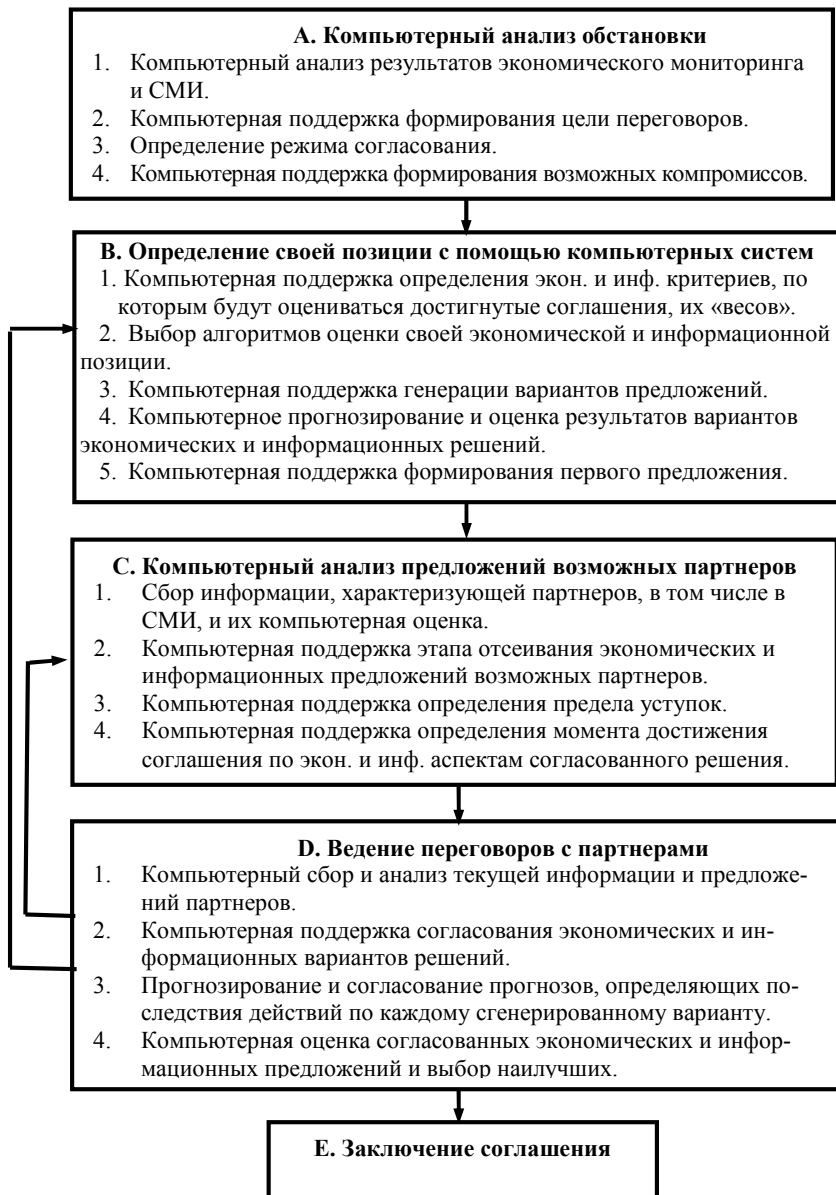 А. Компьютерный анализ обстановки
1. Компьютерный анализ результатов экономического мониторинга
и СМИ.
2. Компьютерная поддержка формирования цели переговоров.
3. Определение режима согласования.
4. Компьютерная поддержка формирования возможных компромиссов.
В. Определение своей позиции с помощью компьютерных систем
1. Компьютерная поддержка определения экон. и инф. критериев, по
которым будут оцениваться достигнутые соглашения, их «весов».
2. Выбор алгоритмов оценки своей экономической и информационной
позиции.
3. Компьютерная поддержка генерации вариантов предложений.
4. Компьютерное прогнозирование и оценка результатов вариантов
экономических и информационных решений.
5. Компьютерная поддержка формирования первого предложения.
С. Компьютерный анализ предложений возможных партнеров
1. Сбор информации, характеризующей партнеров, в том числе в
СМИ, и их компьютерная оценка.
2. Компьютерная поддержка этапа отсеивания экономических и
информационных предложений возможных партнеров.
3. Компьютерная поддержка определения предела уступок.
4. Компьютерная поддержка определения момента достижения
соглашения по экон. и инф. аспектам согласованного решения.
D. Ведение переговоров с партнерами
1. Компьютерный сбор и анализ текущей информации и предложе-
ний партнеров.
2. Компьютерная поддержка согласования экономических и ин-
формационных вариантов решений.
3. Прогнозирование и согласование прогнозов, определяющих по-
следствия действий по каждому сгенерированному варианту.
4. Компьютерная оценка согласованных экономических и инфор-
мационных предложений и выбор наилучших.
Е. Заключение соглашения